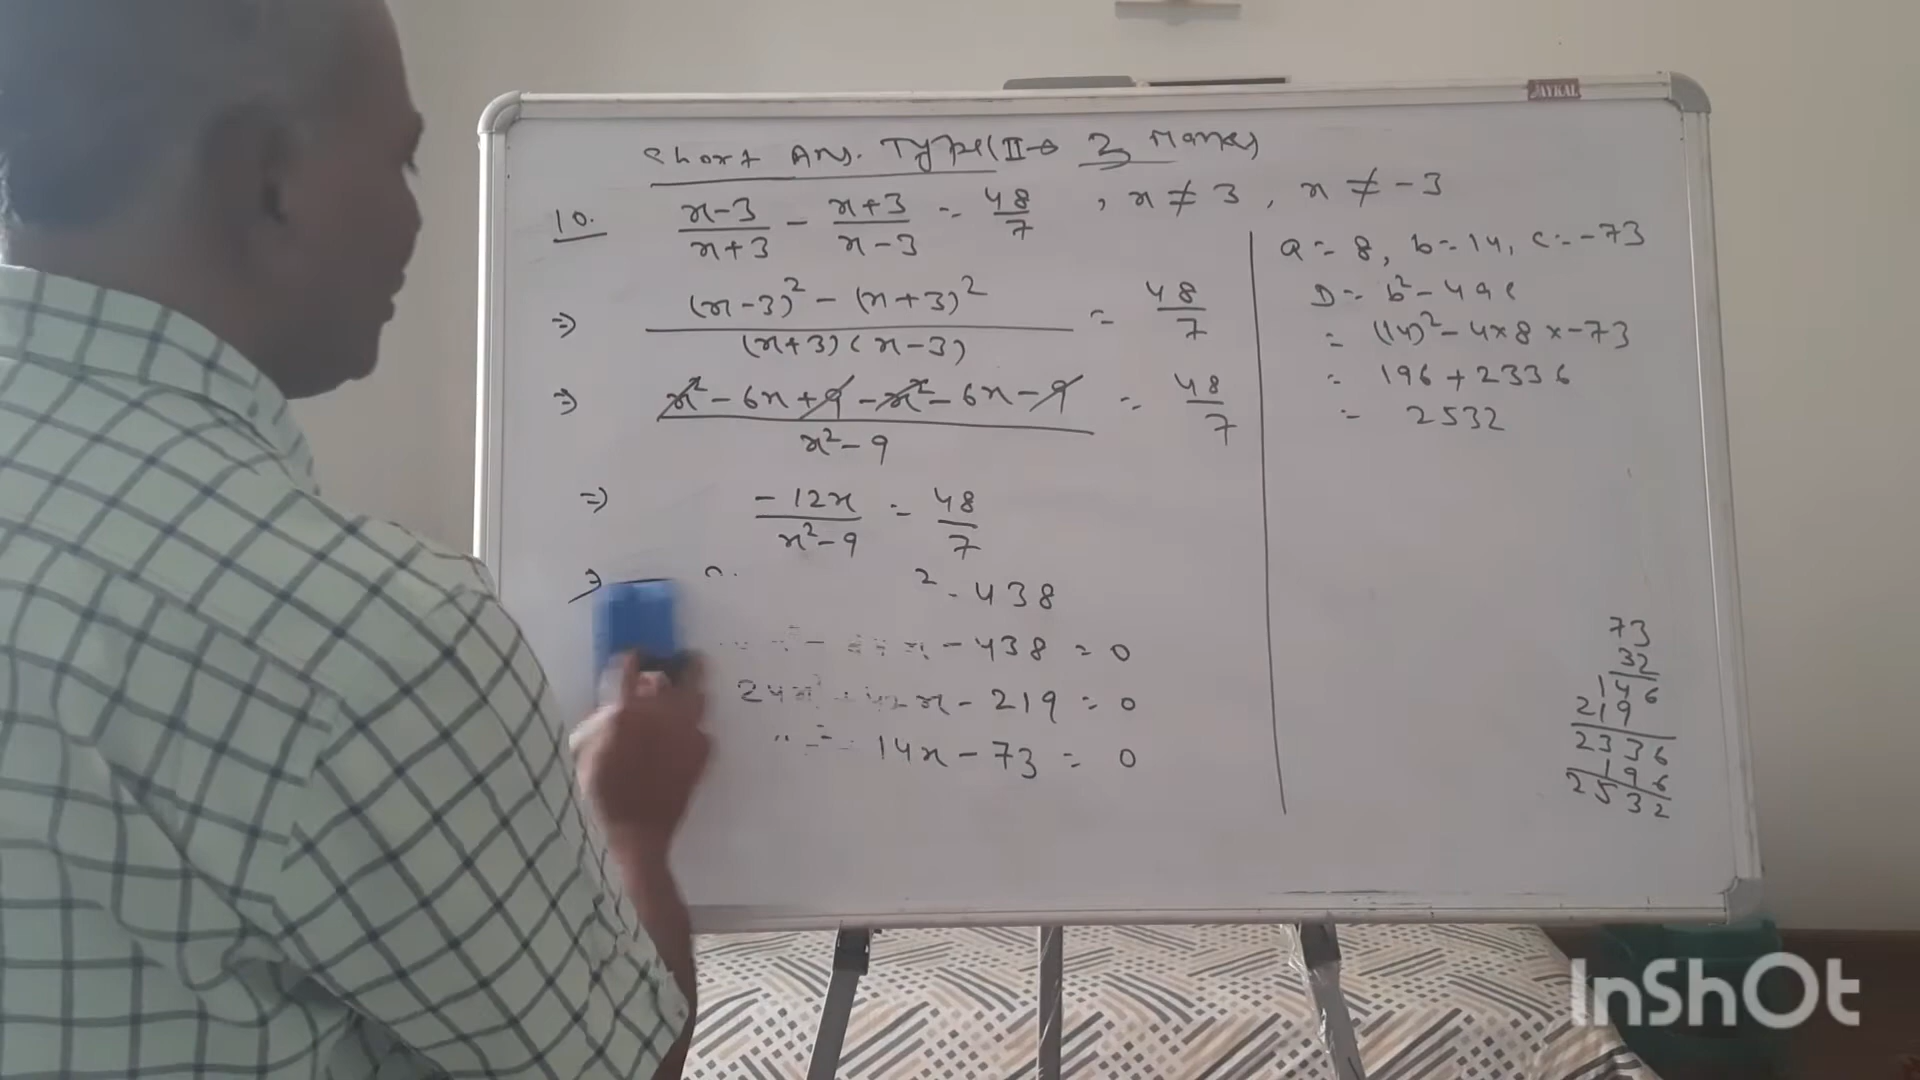 JAYKAL
Short Ans. Type (II → 3 Marks)
10. x-3/x+3 - x+3/x-3 = 48/7 , x ≠ 3 , x ≠ -3
⇒ (x-3)² - (x+3)² / (x+3)(x-3) = 48/7
⇒ x² - 6x + 9 - x² - 6x - 9 / x² - 9 = 48/7
⇒ -12x / x² - 9 = 48/7
⇒ ² - 438
- 438 = 0
24x² x - 219 = 0
14x - 73 = 0
a = 8, b = 14, c = -73
D = b² - 4ac
= (14)² - 4×8×-73
= 196 + 2336
= 2532
73
32
146
219
2336
196
2532
InShOt